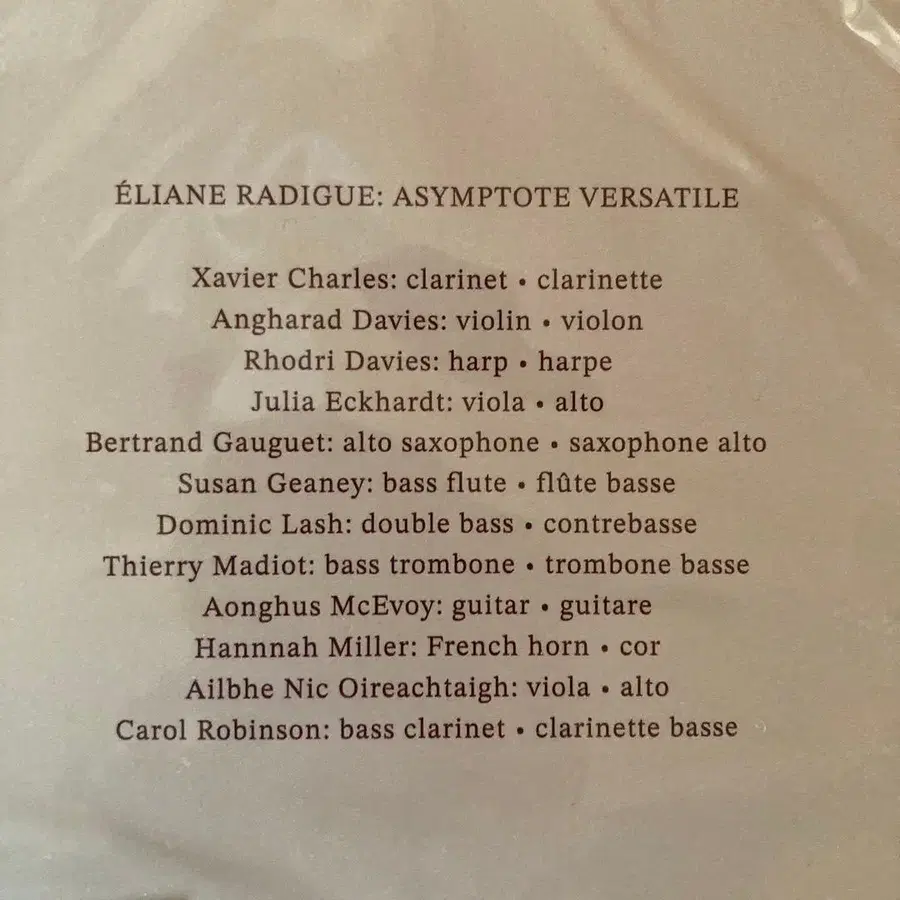 ÉLIANE RADIGUE: ASYMPTOTE VERSATILE
Xavier Charles: clarinet • clarinette
Angharad Davies: violin • violon
Rhodri Davies: harp • harpe
Julia Eckhardt: viola • alto
Bertrand Gauguet: alto saxophone • saxophone alto
Susan Geaney: bass flute • flûte basse
Dominic Lash: double bass • contrebasse
Thierry Madiot: bass trombone • trombone basse
Aonghus McEvoy: guitar • guitare
Hannnah Miller: French horn • cor
Ailbhe Nic Oireachtaigh: viola • alto
Carol Robinson: bass clarinet • clarinette basse